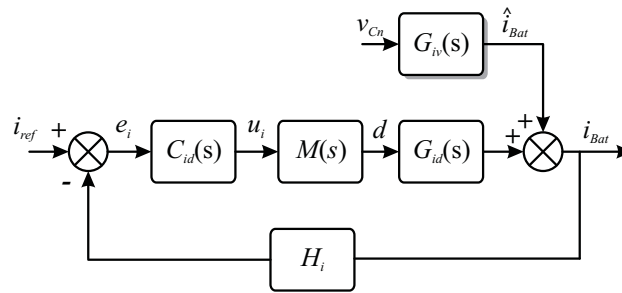 v_Cn
G_iv(s)
î_Bat
i_ref
+
e_i
C_id(s)
u_i
M(s)
d
G_id(s)
+
+
i_Bat
-
H_i